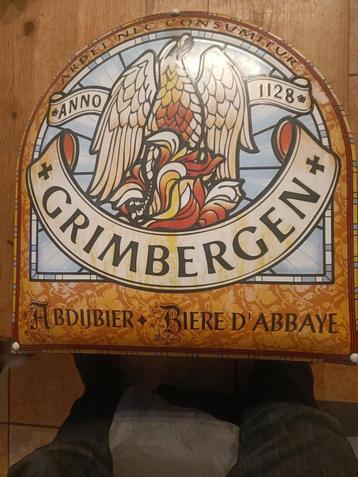 ARDET NEC CONSUMITUR
*ANNO 1128*
GRIMBERGEN
ABDIJBIER • BIERE D'ABBAYE